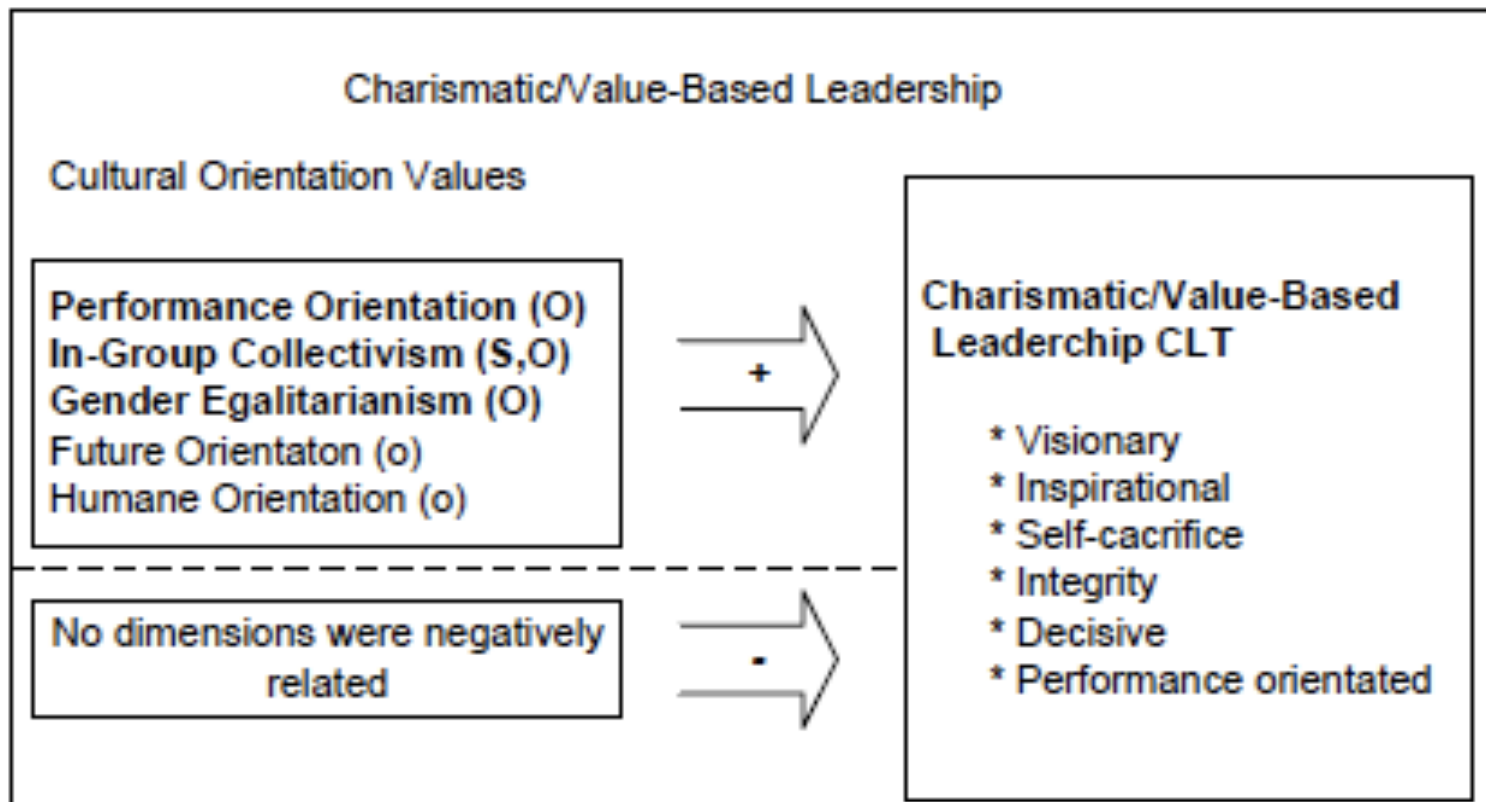 Charismatic/Value-Based Leadership
Cultural Orientation Values
Performance Orientation (O)
In-Group Collectivism (S,O)
Gender Egalitarianism (O)
Future Orientaton (o)
Humane Orientation (o)
+
No dimensions were negatively
related
-
Charismatic/Value-Based
Leaderchip CLT
* Visionary
* Inspirational
* Self-cacrifice
* Integrity
* Decisive
* Performance orientated